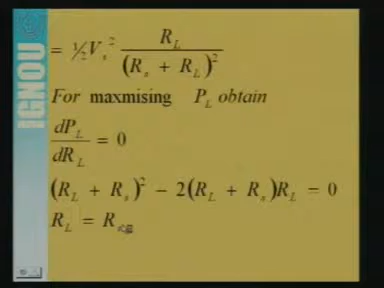 IGNOU
= ½V_s² R_L / (R_s + R_L)²
For maxmising P_L obtain
dP_L / dR_L = 0
(R_L + R_s)² − 2(R_L + R_s)R_L = 0
R_L = R